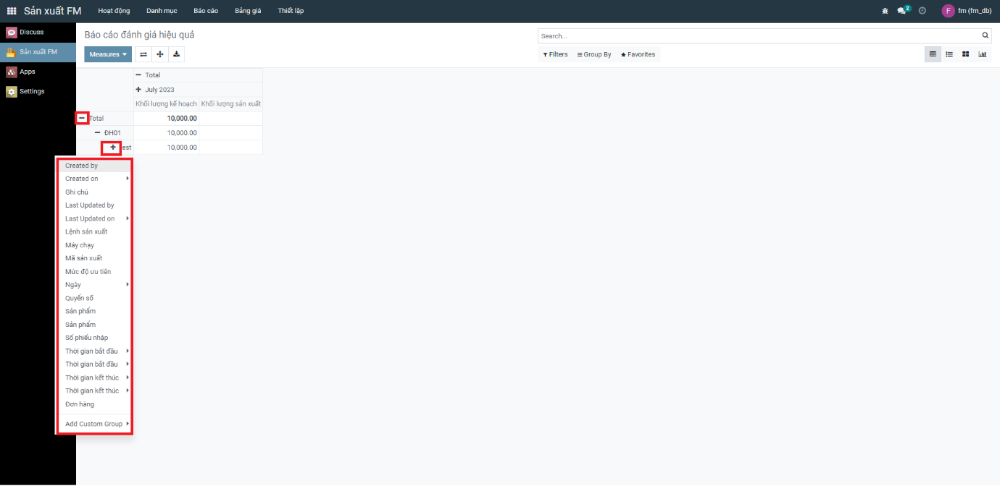 Sản xuất FM Hoạt động Danh mục Báo cáo Bảng giá Thiết lập 2 F fm (fm_db)
Discuss
Sản xuất FM
Apps
Settings
Báo cáo đánh giá hiệu quả
Search...
Measures
Filters Group By Favorites
Total
July 2023
Khối lượng kế hoạch Khối lượng sản xuất
Total 10,000.00
ĐH01 10,000.00
est 10,000.00
Created by
Created on
Ghi chú
Last Updated by
Last Updated on
Lệnh sản xuất
Máy chạy
Mã sản xuất
Mức độ ưu tiên
Ngày
Quyển số
Sản phẩm
Sản phẩm
Số phiếu nhập
Thời gian bắt đầu
Thời gian bắt đầu
Thời gian kết thúc
Thời gian kết thúc
Đơn hàng
Add Custom Group